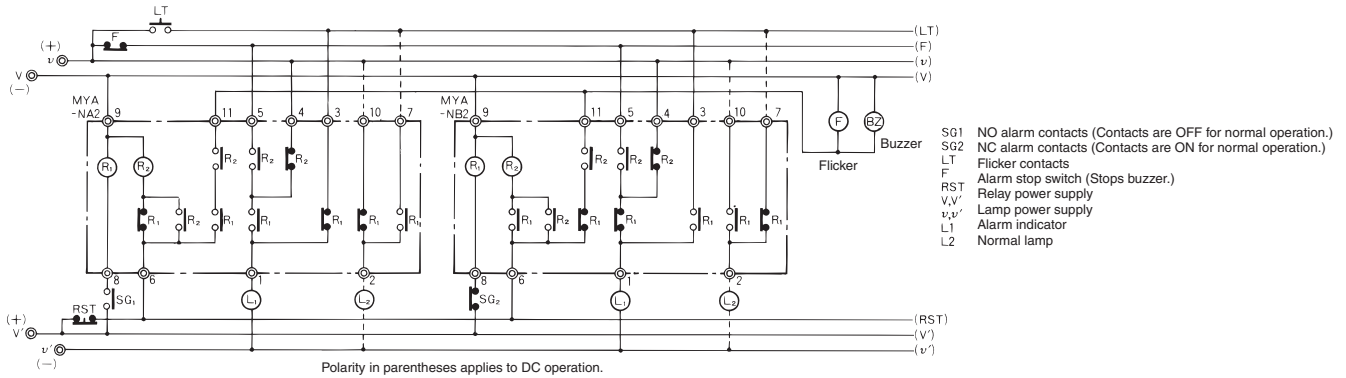 LT
F
(LT)
(F)
(+)
ν
(ν)
V
(V)
(−)
MYA
-NA2
9
11
5
4
3
10
7
MYA
-NB2
9
11
5
4
3
10
7
F
BZ
Buzzer
Flicker
R₁
R₂
R₂
R₂
R₂
R₁
R₂
R₂
R₂
R₂
R₁
R₂
R₁
R₁
R₁
R₁
R₁
R₁
R₂
R₁
R₁
R₁
R₁
R₁
8
6
1
2
8
6
1
2
SG₁
L₁
L₂
SG₂
L₁
L₂
RST
(+)
(RST)
V'
(V')
ν'
(ν')
(−)
Polarity in parentheses applies to DC operation.
SG1 NO alarm contacts (Contacts are OFF for normal operation.)
SG2 NC alarm contacts (Contacts are ON for normal operation.)
LT Flicker contacts
F Alarm stop switch (Stops buzzer.)
RST Relay power supply
V,V' Lamp power supply
ν,ν' Alarm indicator
L1 Normal lamp
L2